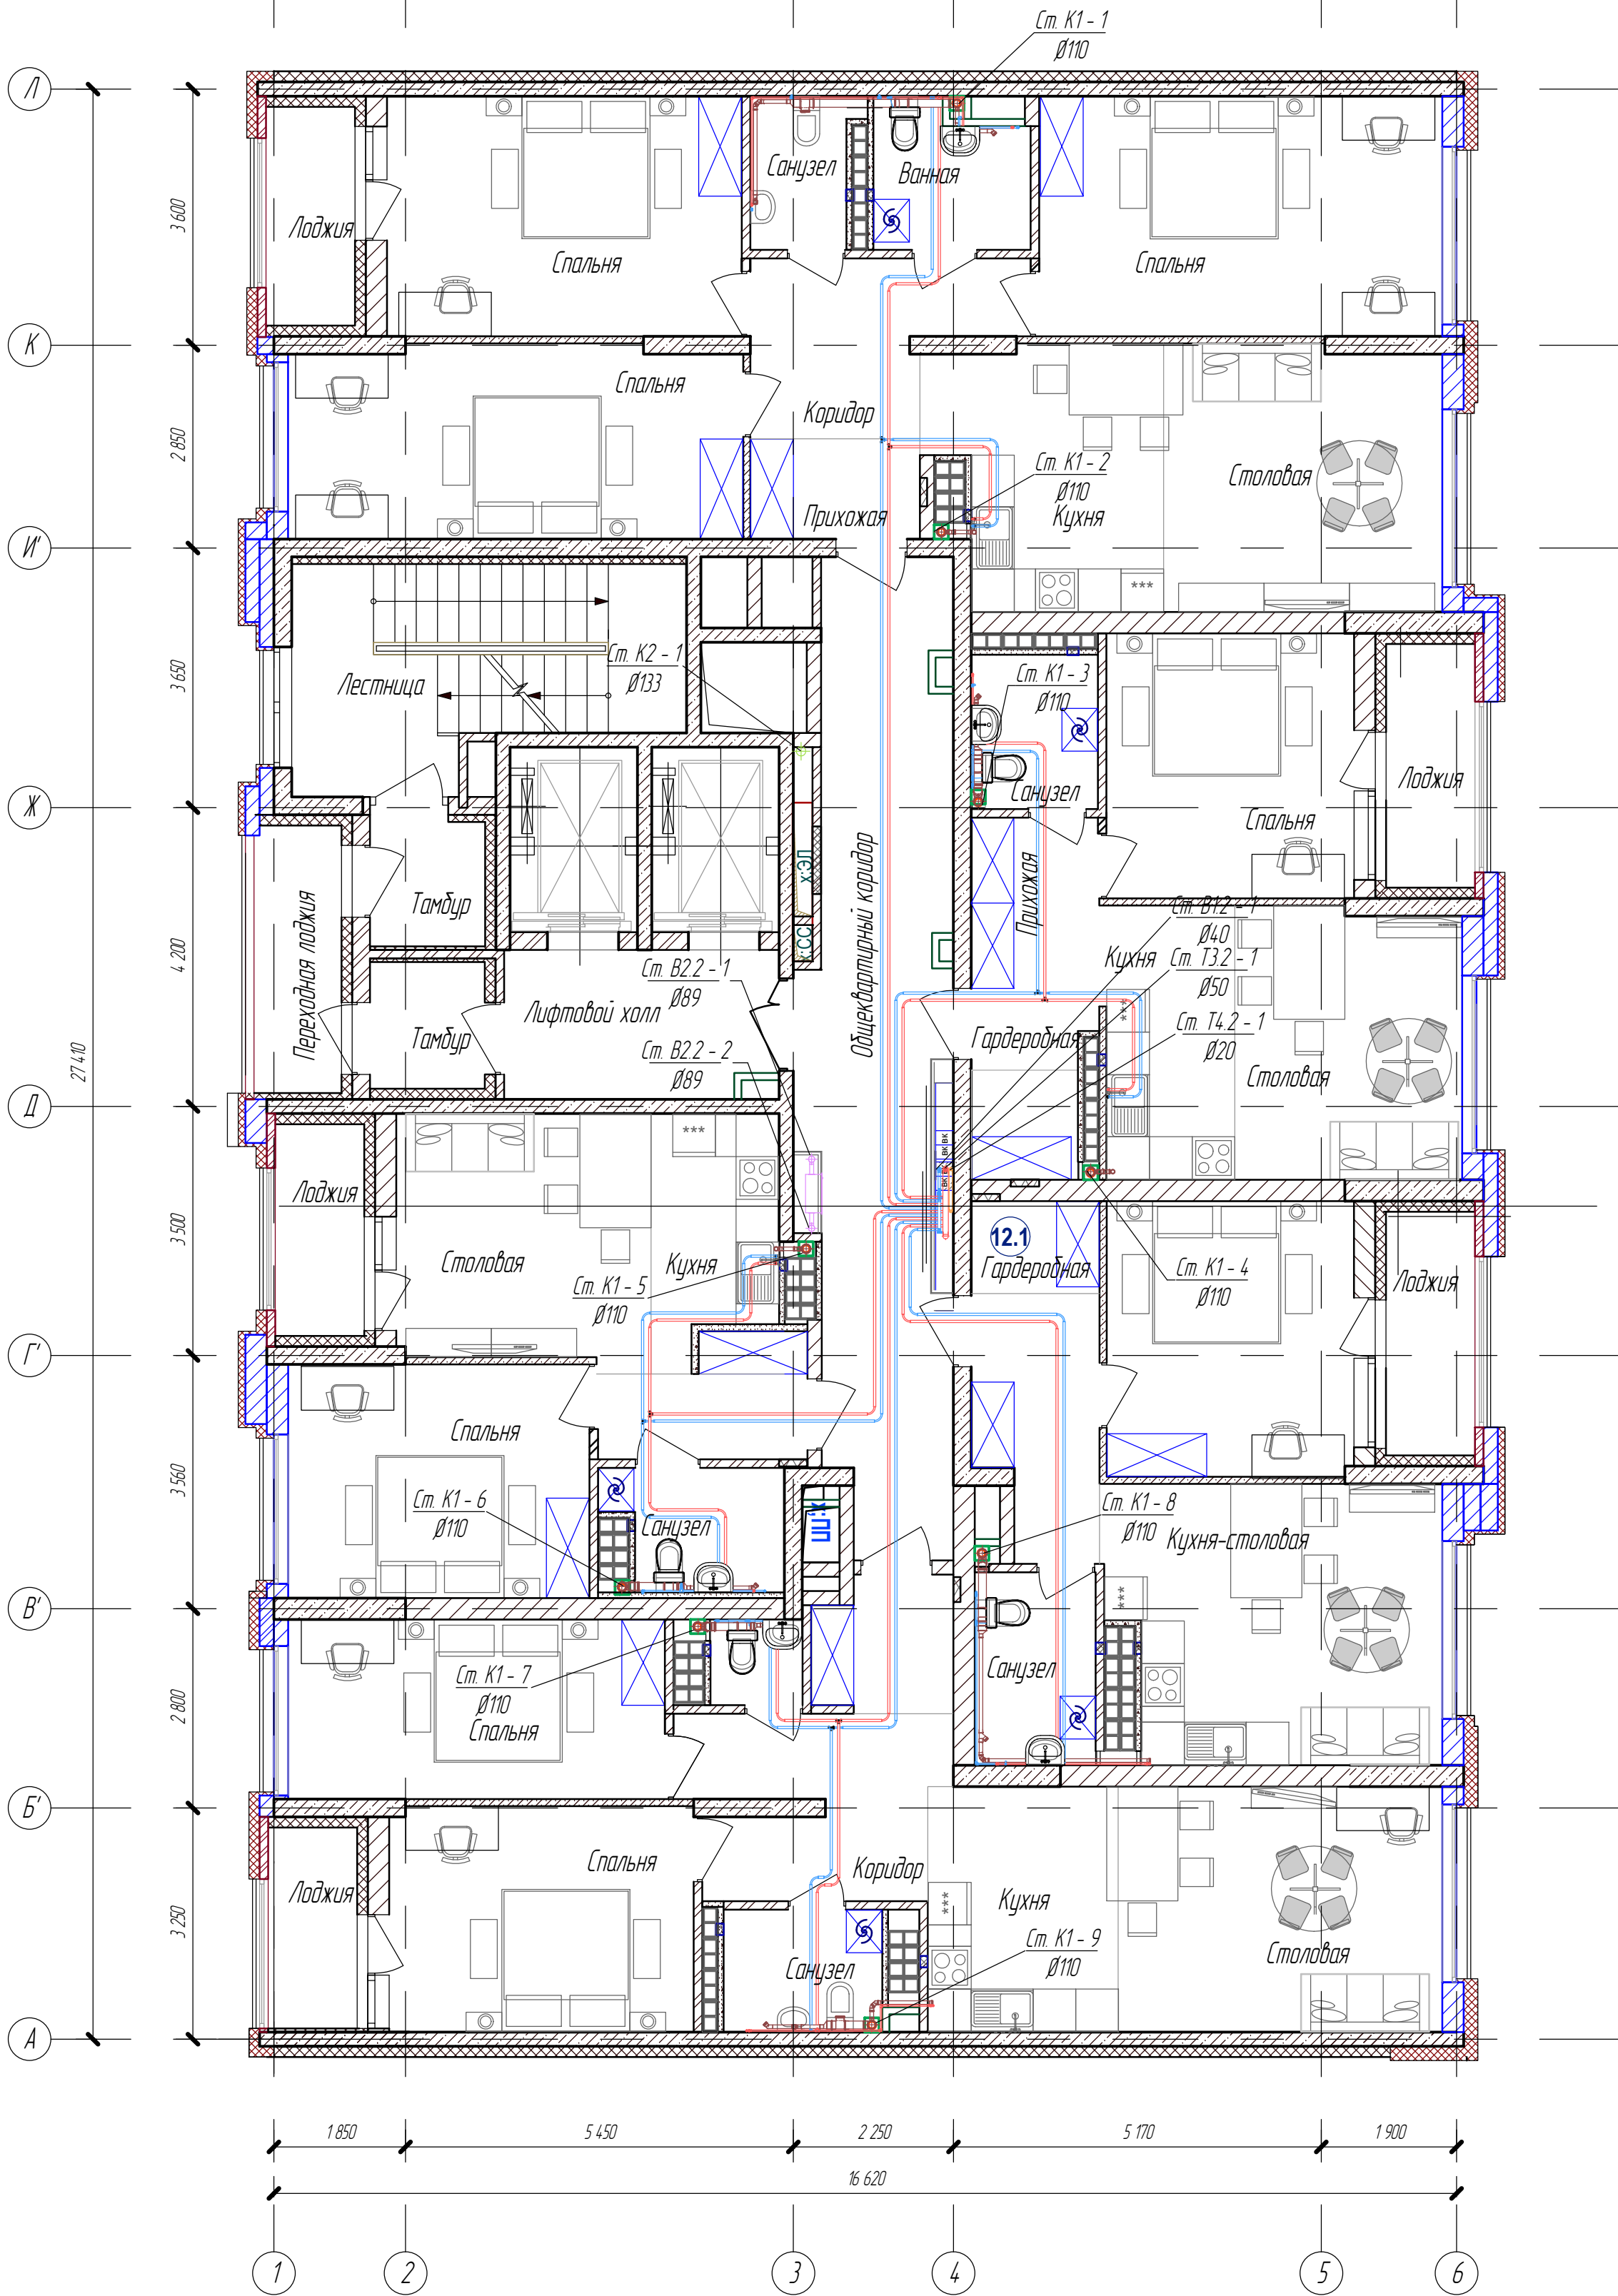 Ст. К1 - 1
Ø110
Л
Санузел
Ванная
3 600
Лоджия
Спальня
Спальня
К
Спальня
Коридор
2 850
Ст. К1 - 2
Ø110
Столовая
Прихожая
Кухня
И'
***
Ст. К2 - 1
Ø133
3 650
Лестница
Ст. К1 - 3
Ø110
Лоджия
Санузел
Ж
Спальня
Общеквартирный коридор
х:ЭЛ
Прихожая
Тамбур
Ст. В1.2 - 1
Ø40
х:СС
4 200
Переходная лоджия
Кухня
Ст. Т3.2 - 1
Ø50
Ст. В2.2 - 1
Ø89
Лифтовой холл
***
Ст. Т4.2 - 1
Ø20
Тамбур
Гардеробная
Ст. В2.2 - 2
Ø89
Столовая
27 410
Д
***
ВК
ВК
ВК
Лоджия
3 500
12.1
Столовая
Кухня
Гардеробная
Ст. К1 - 4
Ø110
Лоджия
Ст. К1 - 5
Ø110
Г'
Спальня
3 560
Ст. К1 - 6
Ø110
Санузел
х:ПП
Ст. К1 - 8
Ø110
Кухня-столовая
В'
***
Ст. К1 - 7
Ø110
Спальня
Санузел
2 800
Б'
Спальня
Коридор
Лоджия
***
Кухня
3 250
Ст. К1 - 9
Ø110
Столовая
Санузел
А
1 850
5 450
2 250
5 170
1 900
16 620
1
2
3
4
5
6